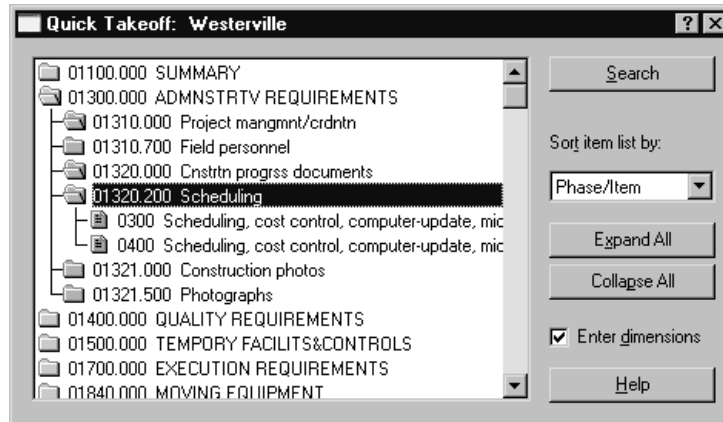 Quick Takeoff: Westerville
01100.000 SUMMARY
01300.000 ADMNSTRTV REQUIREMENTS
01310.000 Project mangmnt/crdntn
01310.700 Field personnel
01320.000 Cnstrtn progrss documents
01320.200 Scheduling
0300 Scheduling, cost control, computer-update, mic
0400 Scheduling, cost control, computer-update, mic
01321.000 Construction photos
01321.500 Photographs
01400.000 QUALITY REQUIREMENTS
01500.000 TEMPORY FACILITS&CONTROLS
01700.000 EXECUTION REQUIREMENTS
01840.000 MOVING EQUIPMENT
Search
Sort item list by:
Phase/Item
Expand All
Collapse All
Enter dimensions
Help